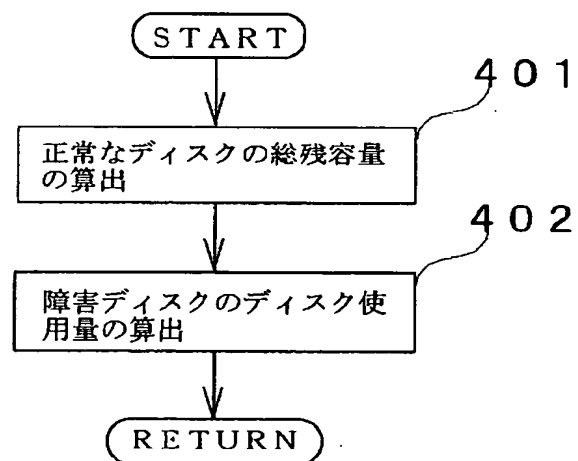 START
401
正常なディスクの総残容量
の算出
402
障害ディスクのディスク使
用量の算出
RETURN